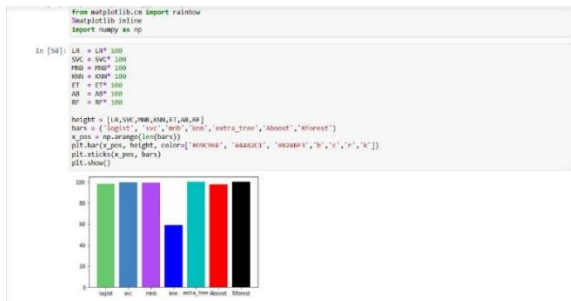 from matplotlib.cm import rainbow
%matplotlib inline
import numpy as np
In [50]: LR = LR* 100
SVC = SVC* 100
MNB = MNB* 100
KNN = KNN* 100
ET = ET* 100
AB = AB* 100
RF = RF* 100
height = [LR,SVC,MNB,KNN,ET,AB,RF]
bars = ('logist', 'svc','mnb','knn','extra_tree','Aboost','Rforest')
x_pos = np.arange(len(bars))
plt.bar(x_pos, height, color=[ '#4482C1', 'b','c','r','k'])
plt.xticks(x_pos, bars)
plt.show()
100
80
60
40
20
0
logist svc mnb knn extra_tree Aboost Rforest